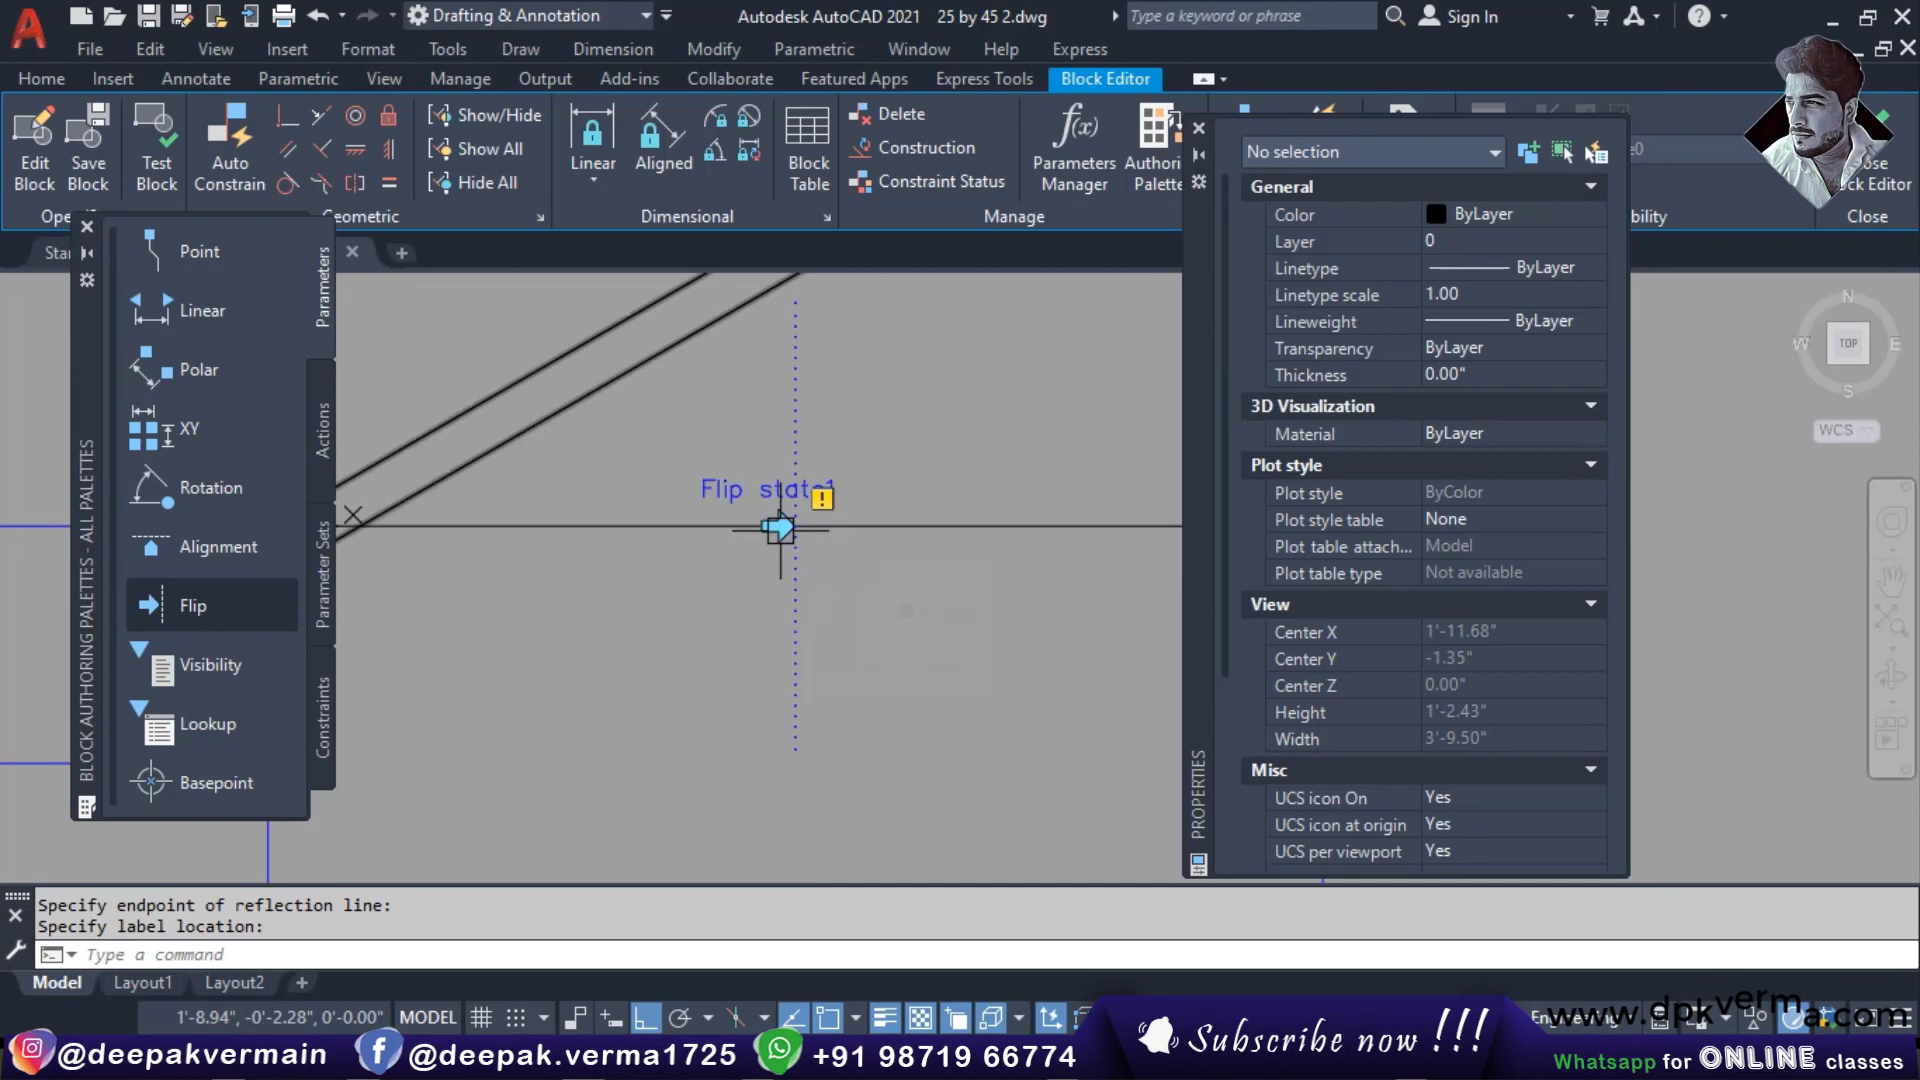 Drafting & Annotation
Autodesk AutoCAD 2021 25 by 45 2.dwg
Type a keyword or phrase
Sign In
File Edit View Insert Format Tools Draw Dimension Modify Parametric Window Help Express
Home Insert Annotate Parametric View Manage Output Add-ins Collaborate Featured Apps Express Tools Block Editor
Edit Block
Save Block
Test Block
Auto Constrain
Show/Hide
Show All
Hide All
Linear
Aligned
Block Table
Delete
Construction
Constraint Status
Parameters Manager
Geometric
Dimensional
Manage
Close
BLOCK AUTHORING PALETTES - ALL PALETTES
Point
Linear
Polar
XY
Rotation
Alignment
Flip
Visibility
Lookup
Basepoint
Parameters
Actions
Parameter Sets
Constraints
Flip
PROPERTIES
No selection
General
Color ByLayer
Layer 0
Linetype ByLayer
Linetype scale 1.00
Lineweight ByLayer
Transparency ByLayer
Thickness 0.00"
3D Visualization
Material ByLayer
Plot style
Plot style ByColor
Plot style table None
Plot table attach... Model
Plot table type Not available
View
Center X 1'-11.68"
Center Y -1.35"
Center Z 0.00"
Height 1'-2.43"
Width 3'-9.50"
Misc
UCS icon On Yes
UCS icon at origin Yes
UCS per viewport Yes
N
W TOP E
S
WCS
Specify endpoint of reflection line:
Specify label location:
Type a command
Model Layout1 Layout2
1'-8.94", -0'-2.28", 0'-0.00" MODEL
www.dpkverma.com
@deepakvermain @deepak.verma1725 +91 98719 66774
Subscribe now !!!
Whatsapp for ONLINE classes